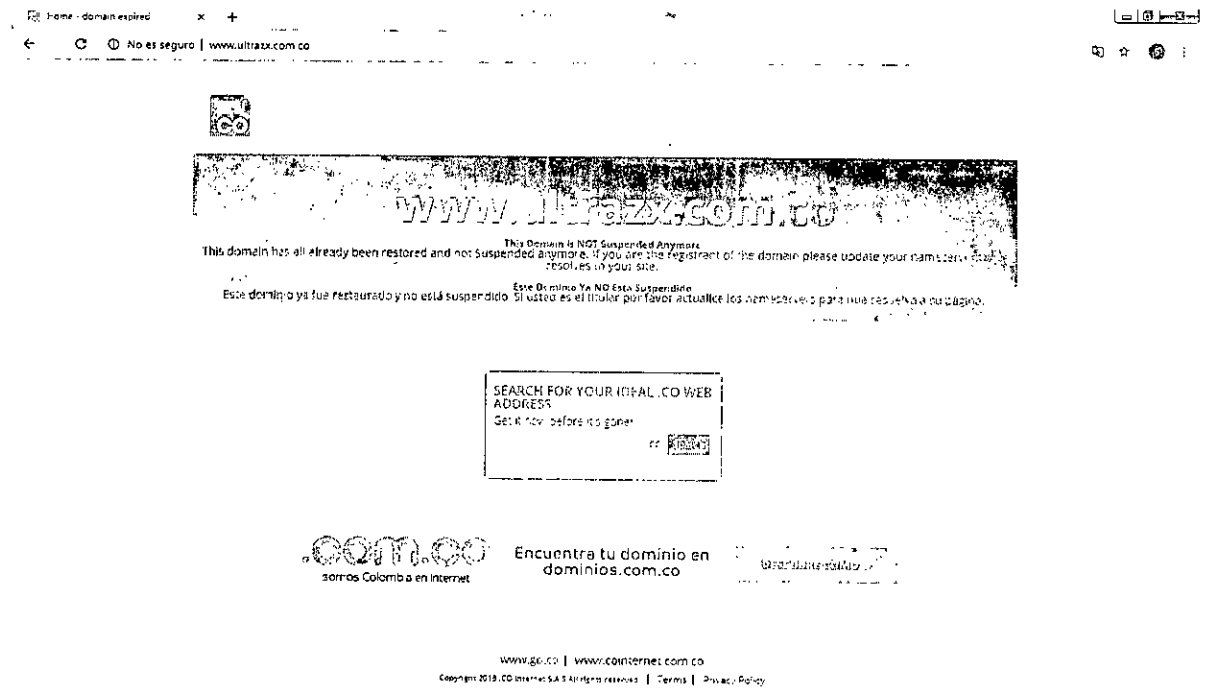 Home - domain expired
No es seguro | www.ultrazx.com.co
CO
www.ultrazx.com.co
This Domain is NOT Suspended Anymore
This domain has all already been restored and not Suspended anymore. If you are the registrant of the domain please update your
resolves to your site.
Este Dominio Ya NO Esta Suspendido
Este dominio ya fue restaurado y no está suspendido. Si usted es el titular por favor actualice los nameservers para que resuelva a su página.
SEARCH FOR YOUR IDEAL .CO WEB
ADDRESS
Get it now before it's gone!
.com.co
somos Colombia en Internet
Encuentra tu dominio en
dominios.com.co
www.go.co | www.cointernet.com.co
Copyright 2018 .CO Internet S.A.S All rights reserved | Terms | Privacy Policy